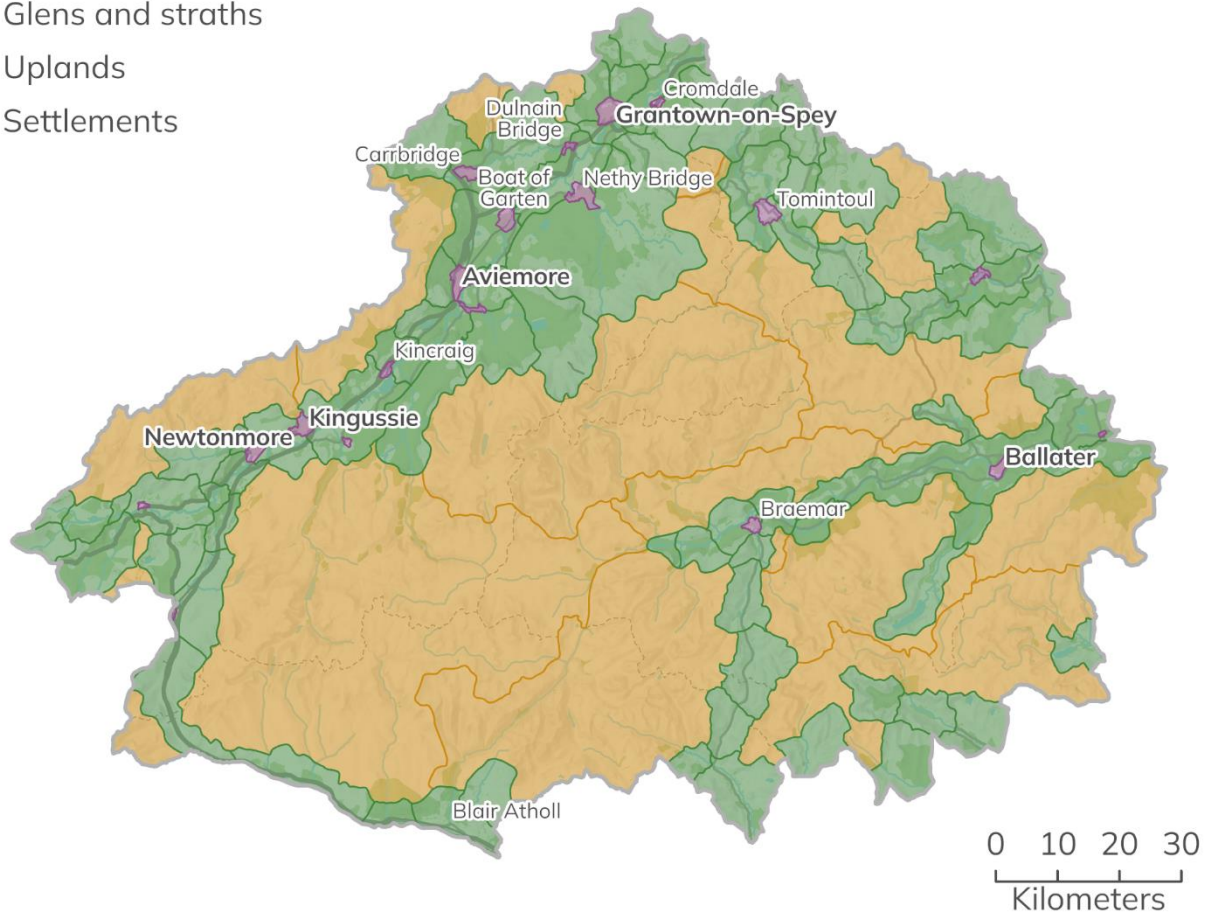 Glens and straths
Uplands
Settlements
Cromdale
Dulnain
Bridge
Grantown-on-Spey
Carrbridge
Boat of
Garten
Nethy Bridge
Tomintoul
Aviemore
Kincraig
Kingussie
Newtonmore
Ballater
Braemar
Blair Atholl
0 10 20 30
Kilometers